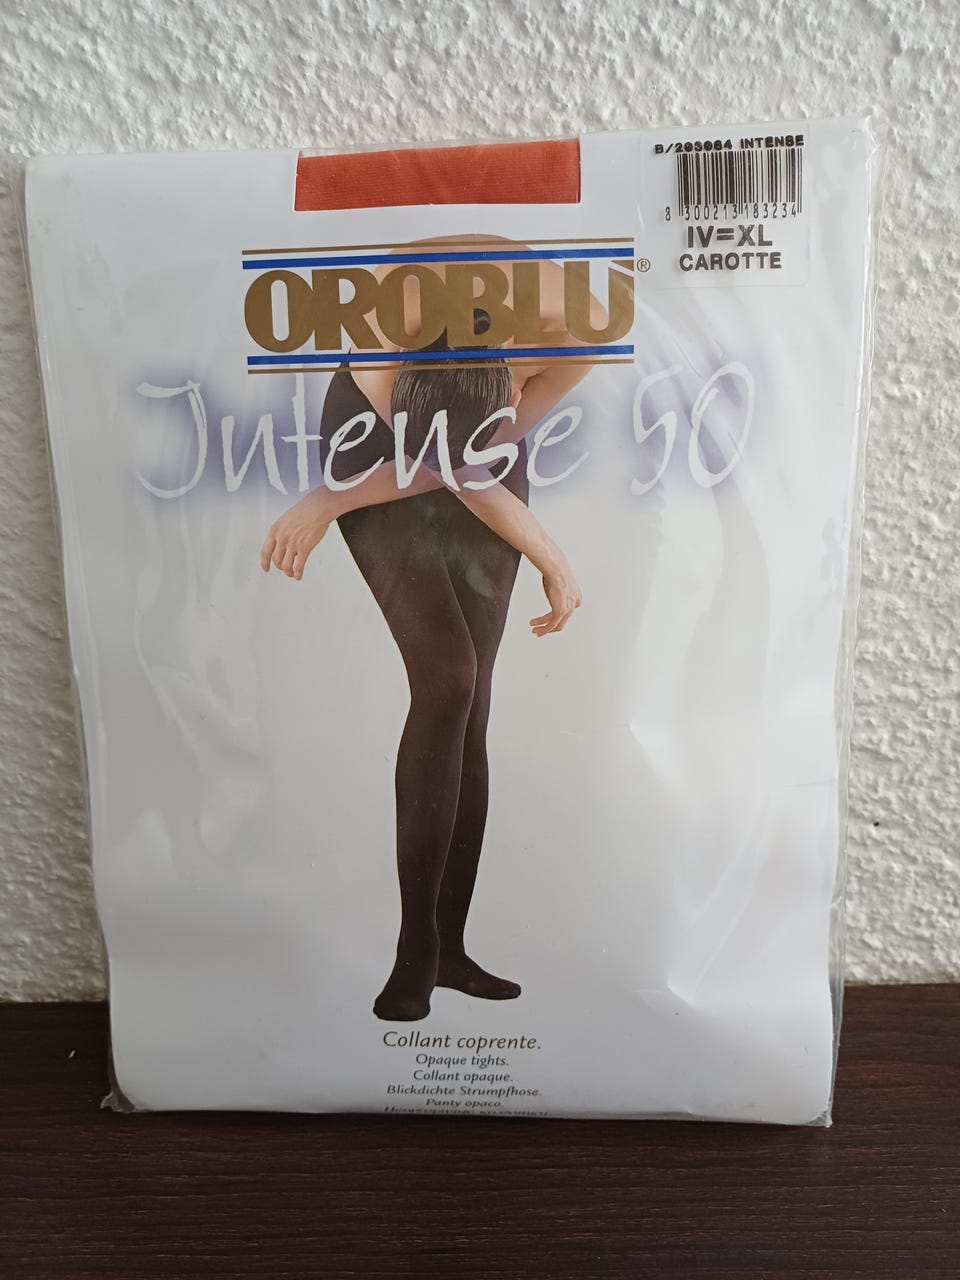 B/203084 INTENSE
8 300213 183234
IV=XL
CAROTTE
OROBLÙ®
Intense 50
Collant coprente.
Opaque tights.
Collant opaque.
Blickdichte Strumpfhose.
Panty opaco.